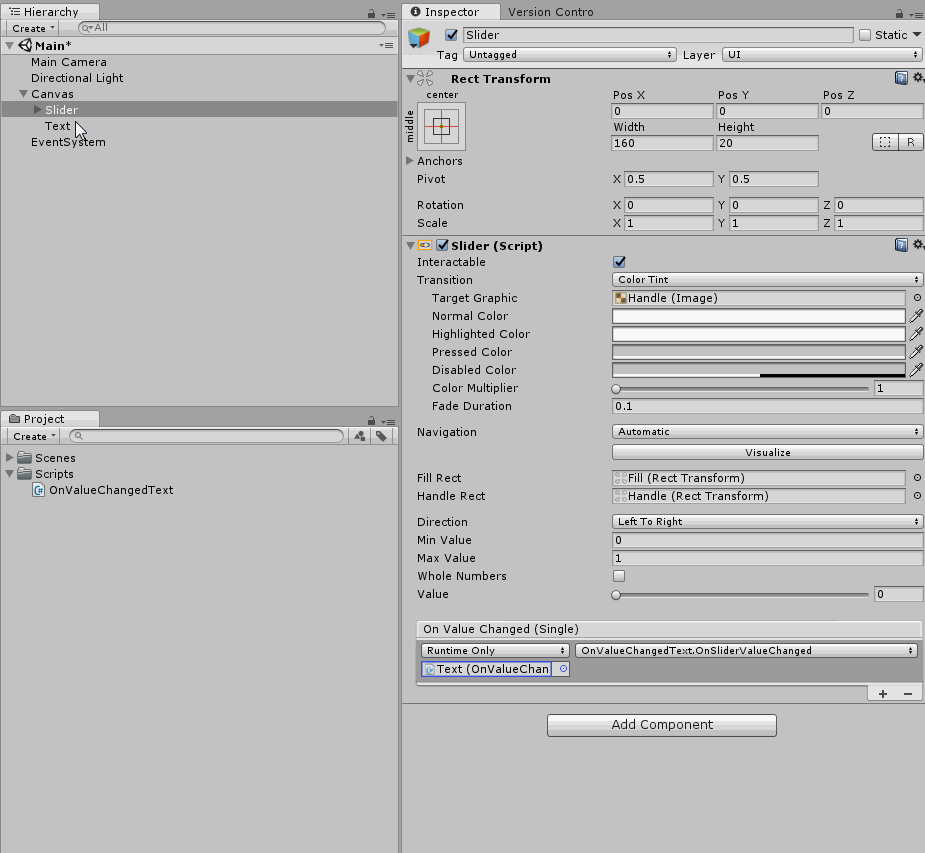 Hierarchy
Create All
Main*
Main Camera
Directional Light
Canvas
Slider
Text
EventSystem
Project
Create
Scenes
Scripts
OnValueChangedText
Inspector Version Contro
Slider Static
Tag Untagged Layer UI
Rect Transform
center Pos X Pos Y Pos Z
middle 0 0 0
Width Height
160 20 R
Anchors
Pivot X 0.5 Y 0.5
Rotation X 0 Y 0 Z 0
Scale X 1 Y 1 Z 1
Slider (Script)
Interactable
Transition Color Tint
Target Graphic Handle (Image)
Normal Color
Highlighted Color
Pressed Color
Disabled Color
Color Multiplier 1
Fade Duration 0.1
Navigation Automatic
Visualize
Fill Rect Fill (Rect Transform)
Handle Rect Handle (Rect Transform)
Direction Left To Right
Min Value 0
Max Value 1
Whole Numbers
Value 0
On Value Changed (Single)
Runtime Only OnValueChangedText.OnSliderValueChanged
Text (OnValueChan
+ −
Add Component